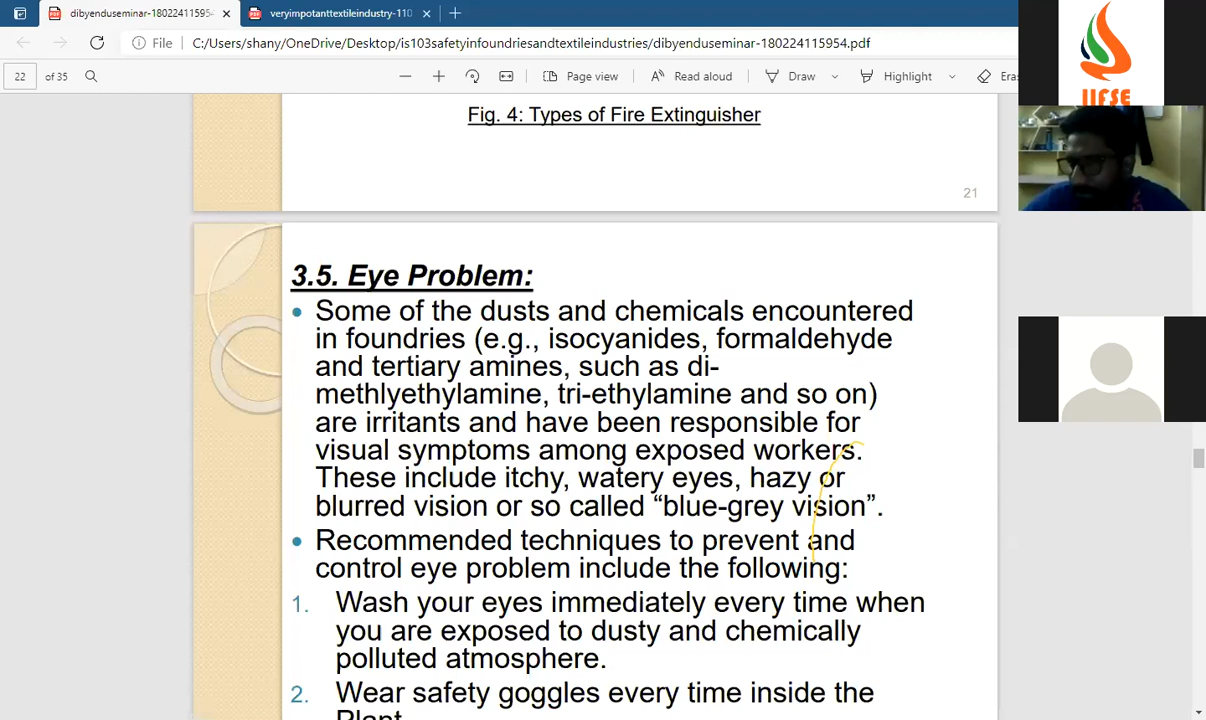 dibyenduseminar-180224115954
veryimpotanttextileindustry-110
File
C:/Users/shany/OneDrive/Desktop/is103safetyinfoundriesandtextileindustries/dibyenduseminar-180224115954.pdf
22 of 35
Page view
Read aloud
Draw
Highlight
Eras
IIFSE
Fig. 4: Types of Fire Extinguisher
21
3.5. Eye Problem:
Some of the dusts and chemicals encountered
in foundries (e.g., isocyanides, formaldehyde
and tertiary amines, such as di-
methlyethylamine, tri-ethylamine and so on)
are irritants and have been responsible for
visual symptoms among exposed workers.
These include itchy, watery eyes, hazy or
blurred vision or so called “blue-grey vision”.
Recommended techniques to prevent and
control eye problem include the following:
1. Wash your eyes immediately every time when
you are exposed to dusty and chemically
polluted atmosphere.
2. Wear safety goggles every time inside the
Plant